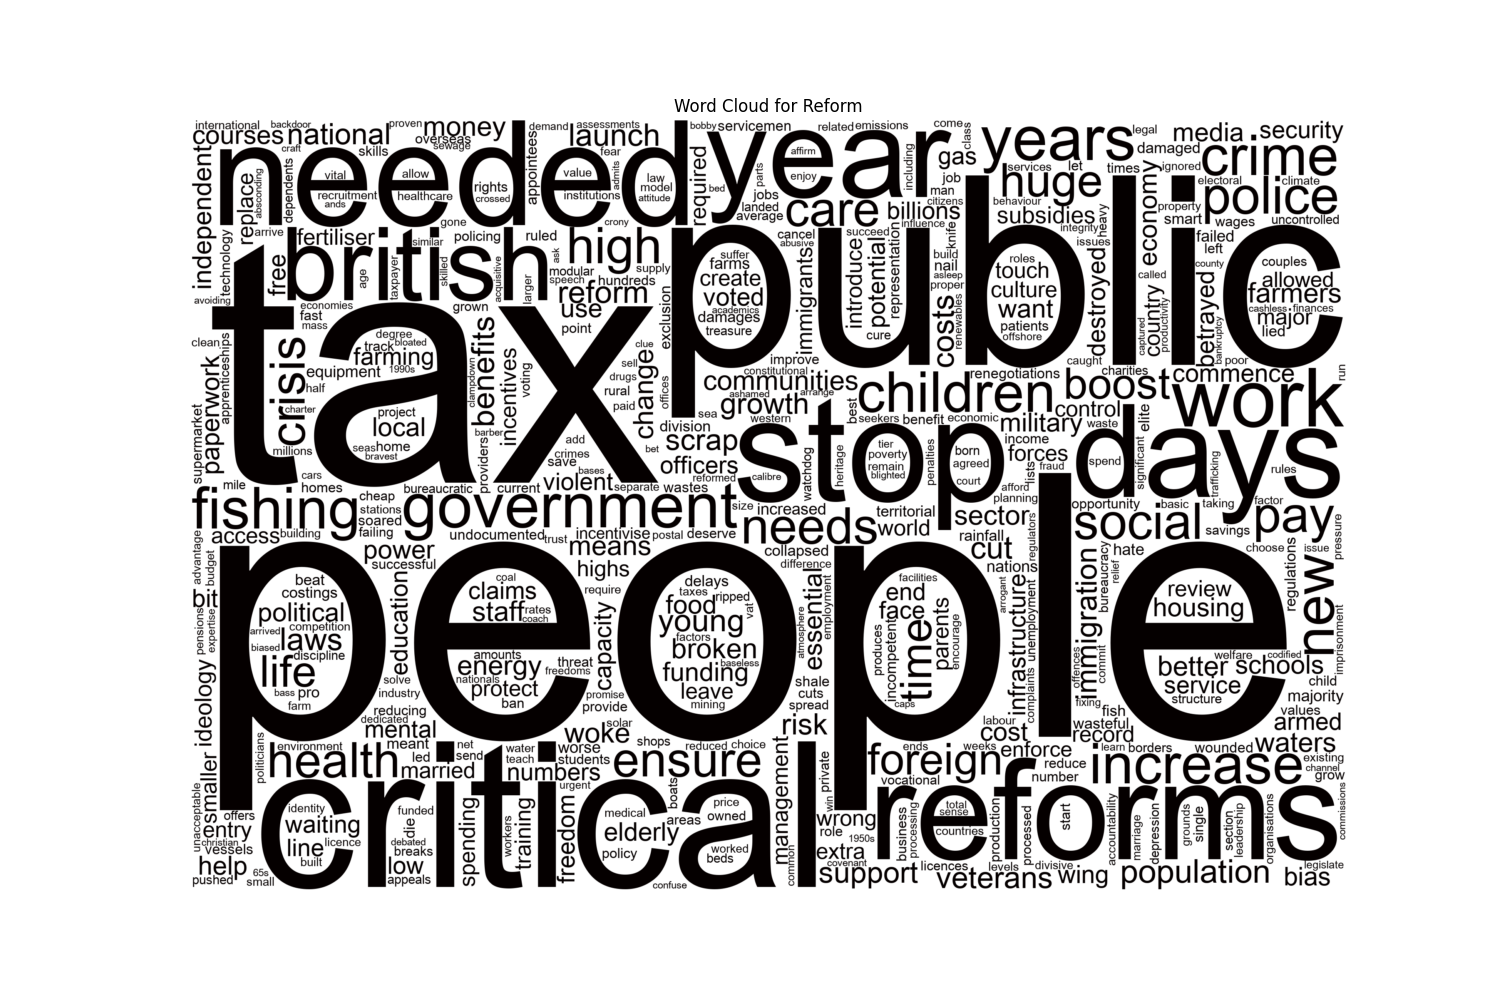 Word Cloud for Reform
international backdoor proven money demand assessments bobby servicemen related emissions come class years legal media security
courses national overseas sewage launch damaged crime
craft skills fear year affirm gas services let times ignored
independent needed vital allow rights value law model attitude required parts enjoy including job huge electoral climate
replace absconding dependents recruitment ands healthcare crossed appointees institutions admits bed jobs landed average care billions man citizens behaviour subsidies heavy economy property police
arrive gone crony influence integrity smart wages uncontrolled
technology free fertiliser similar policing ruled high cancel abusive succeed knife issues failed left
british age taxpayer skilled acquisitive larger ask modular speech supply hundreds suffer farms create voted academics damages treasure immigrants introduce potential representation build nail asleep proper roles touch culture want patients offshore public county couples allowed farmers
avoiding economies fast mass grown reform use point exclusion cure costs renewables destroyed captured called country productivity betrayed bankruptcy cashless finances major lied
tax clean apprenticeships crisis degree track bloated farming equipment 1990s half charter benefits clampdown incentives voting change clue sell drugs rural paid offices improve constitutional caught charities poor commence run
paperwork supermarket project local seas home bravest millions barber providers add crimes save bet sea division western communities ashamed arrange growth best children renegotiations boost work
scrap officers stop seekers benefit economic military control waste elite days
mile cars homes bureaucratic current violent bases separate wastes reformed calibre watchdog heritage tier poverty remain blighted penalties born agreed court income forces lists fraud afford planning spend significant trafficking rules
fishing cheap stations soared failing government size increased needs territorial world sector opportunity basic taking factor social savings pay
access building undocumented trust incentivise postal deserve means rainfall cut regulators hate choose issue pressure
advantage budget power successful highs collapsed difference nations bureaucracy relief regulations new
people bit beat costings political competition arrived laws biased discipline life bass pro farm education solve industry coal claims staff rates coach amounts energy nationals protect ban threat freedoms capacity require promise provide delays taxes food ripped vat young factors broken baseless funding leave mining essential employment atmosphere shale cuts spread facilities end face time produces incompetent parents encourage caps arrogant infrastructure unemployment complaints immigration offences commit fixing review housing welfare codified better schools service structure imprisonment child majority values
pensions expertise ideology reducing dedicated mental woke solar risk labour cost fish wasteful record armed
politicians environment health meant led net send married water teach numbers worse students urgent shops reduced choice ensure management private foreign ends weeks enforce reduce number vocational learn borders wounded waters existing channel grow increase
smaller unacceptable offers entry christian vessels help pushed 65s small identity waiting line licence built critical funded debated die breaks low appeals spending workers training freedom medical boats areas elderly policy price owned worked beds confuse common win wrong role 1950s extra covenant support
reforms business processing total sense countries licences production levels processed start divisive accountability marriage depression grounds single section leadership organisations commissions legislate
veterans wing population bias